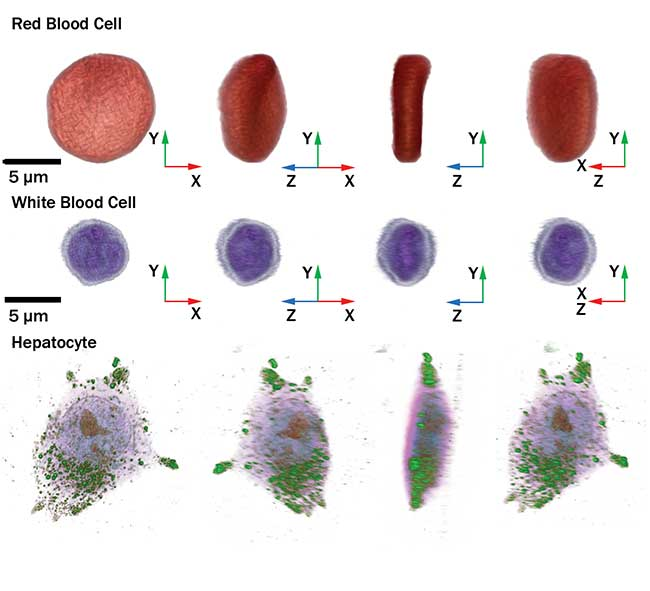 Red Blood Cell
Y
X
Y
Z X
Y
Z
Y
X
Z
5 µm
White Blood Cell
Y
X
Y
Z X
Y
Z
Y
X
Z
5 µm
Hepatocyte